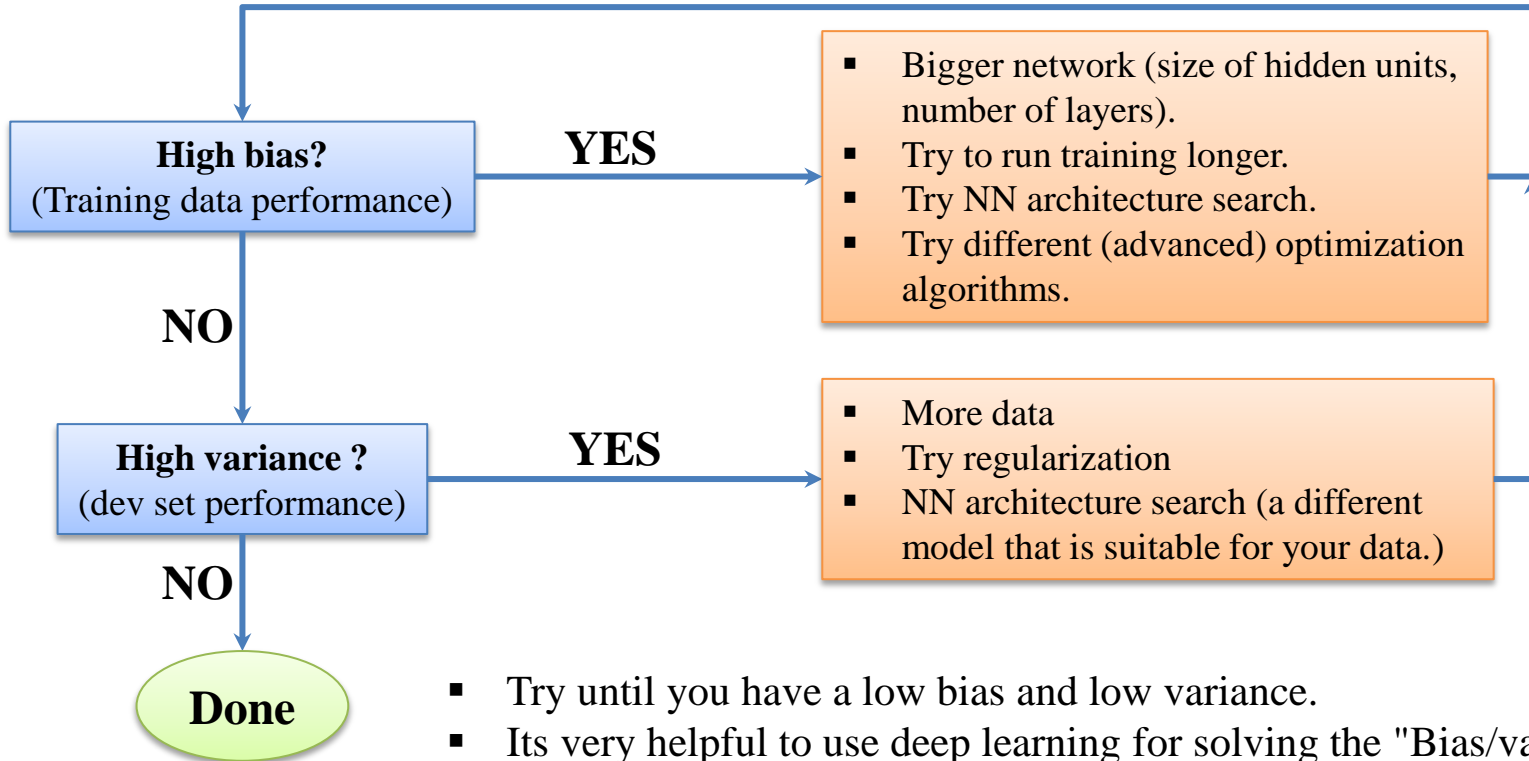 High bias?
(Training data performance)
YES
▪ Bigger network (size of hidden units,
number of layers).
▪ Try to run training longer.
▪ Try NN architecture search.
▪ Try different (advanced) optimization
algorithms.
NO
High variance ?
(dev set performance)
YES
▪ More data
▪ Try regularization
▪ NN architecture search (a different
model that is suitable for your data.)
NO
Done
▪ Try until you have a low bias and low variance.
▪ Its very helpful to use deep learning for solving the "Bias/va